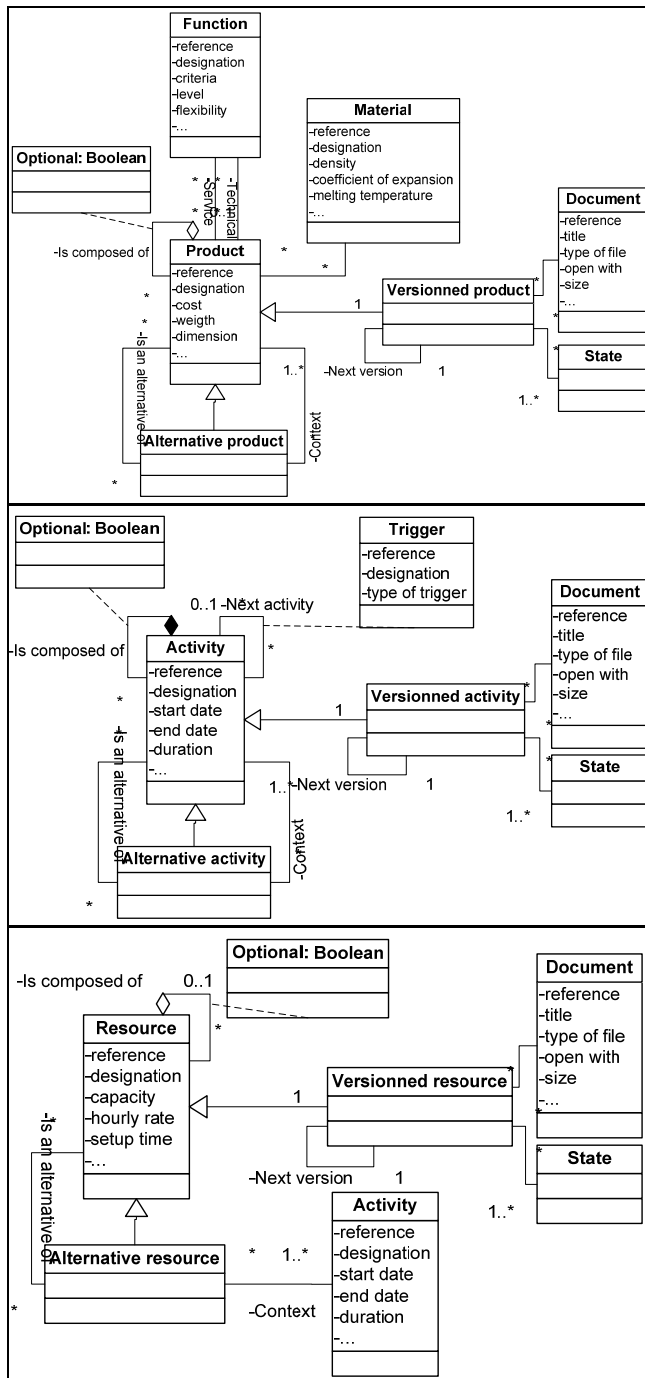 Function
-reference
-designation
-criteria
-level
-flexibility
-...
Material
-reference
-designation
-density
-coefficient of expansion
-melting temperature
-...
Optional: Boolean
* *
-Service
-Technical
* 0..1
-Is composed of
Product
-reference
-designation
-cost
-weigth
-dimension
-...
*
*
*
*
Document
-reference
-title
-type of file
-open with
-size
-...
Versionned product
1
*
*
-Next version
1
*
State
1..*
-Is an alternative of
*
1..*
-Context
Alternative product
*
Optional: Boolean
Trigger
-reference
-designation
-type of trigger
0..1
*
-Next activity
-Is composed of
*
Activity
-reference
-designation
-start date
-end date
-duration
-...
*
Document
-reference
-title
-type of file
-open with
-size
-...
Versionned activity
1
*
*
-Next version
1
*
State
1..*
-Is an alternative of
1..*
-Context
Alternative activity
*
Optional: Boolean
-Is composed of
0..1
*
Resource
-reference
-designation
-capacity
-hourly rate
-setup time
-...
Document
-reference
-title
-type of file
-open with
-size
-...
Versionned resource
1
*
*
-Next version
1
*
State
1..*
-Is an alternative of
*
Alternative resource
*
*
1..*
-Context
Activity
-reference
-designation
-start date
-end date
-duration
-...